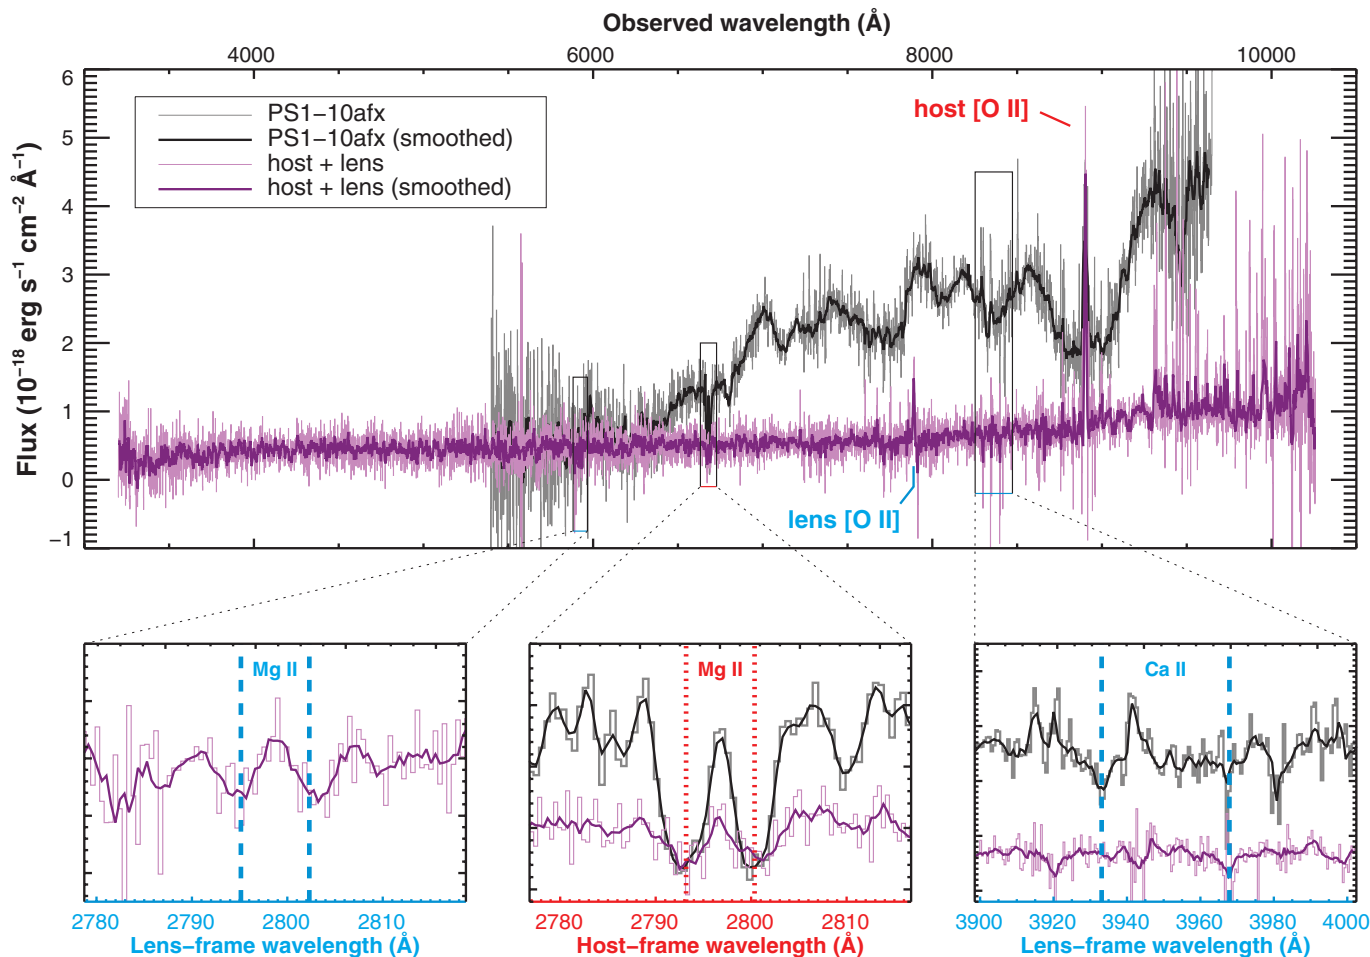 Observed wavelength (Å)
4000 6000 8000 10000
6
5
4
3
2
1
0
−1
Flux (10⁻¹⁸ erg s⁻¹ cm⁻² Å⁻¹)
PS1−10afx
PS1−10afx (smoothed)
host + lens
host + lens (smoothed)
host [O II]
lens [O II]
Mg II
2780 2790 2800 2810
Lens−frame wavelength (Å)
Mg II
2780 2790 2800 2810
Host−frame wavelength (Å)
Ca II
3900 3920 3940 3960 3980 4000
Lens−frame wavelength (Å)